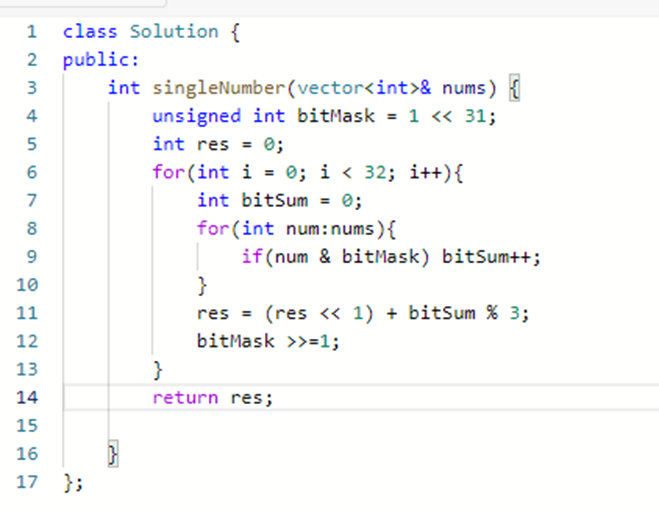 1 class Solution {
2 public:
3     int singleNumber(vector<int>& nums) {
4         unsigned int bitMask = 1 << 31;
5         int res = 0;
6         for(int i = 0; i < 32; i++){
7             int bitSum = 0;
8             for(int num:nums){
9                 if(num & bitMask) bitSum++;
10             }
11             res = (res << 1) + bitSum % 3;
12             bitMask >>=1;
13         }
14         return res;
15
16     }
17 };